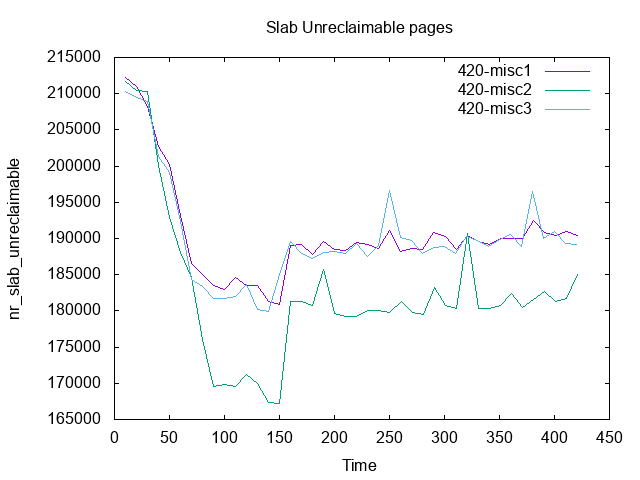 Slab Unreclaimable pages
215000
210000
205000
200000
195000
190000
185000
180000
175000
170000
165000
nr_slab_unreclaimable
420-misc1
420-misc2
420-misc3
0 50 100 150 200 250 300 350 400 450
Time